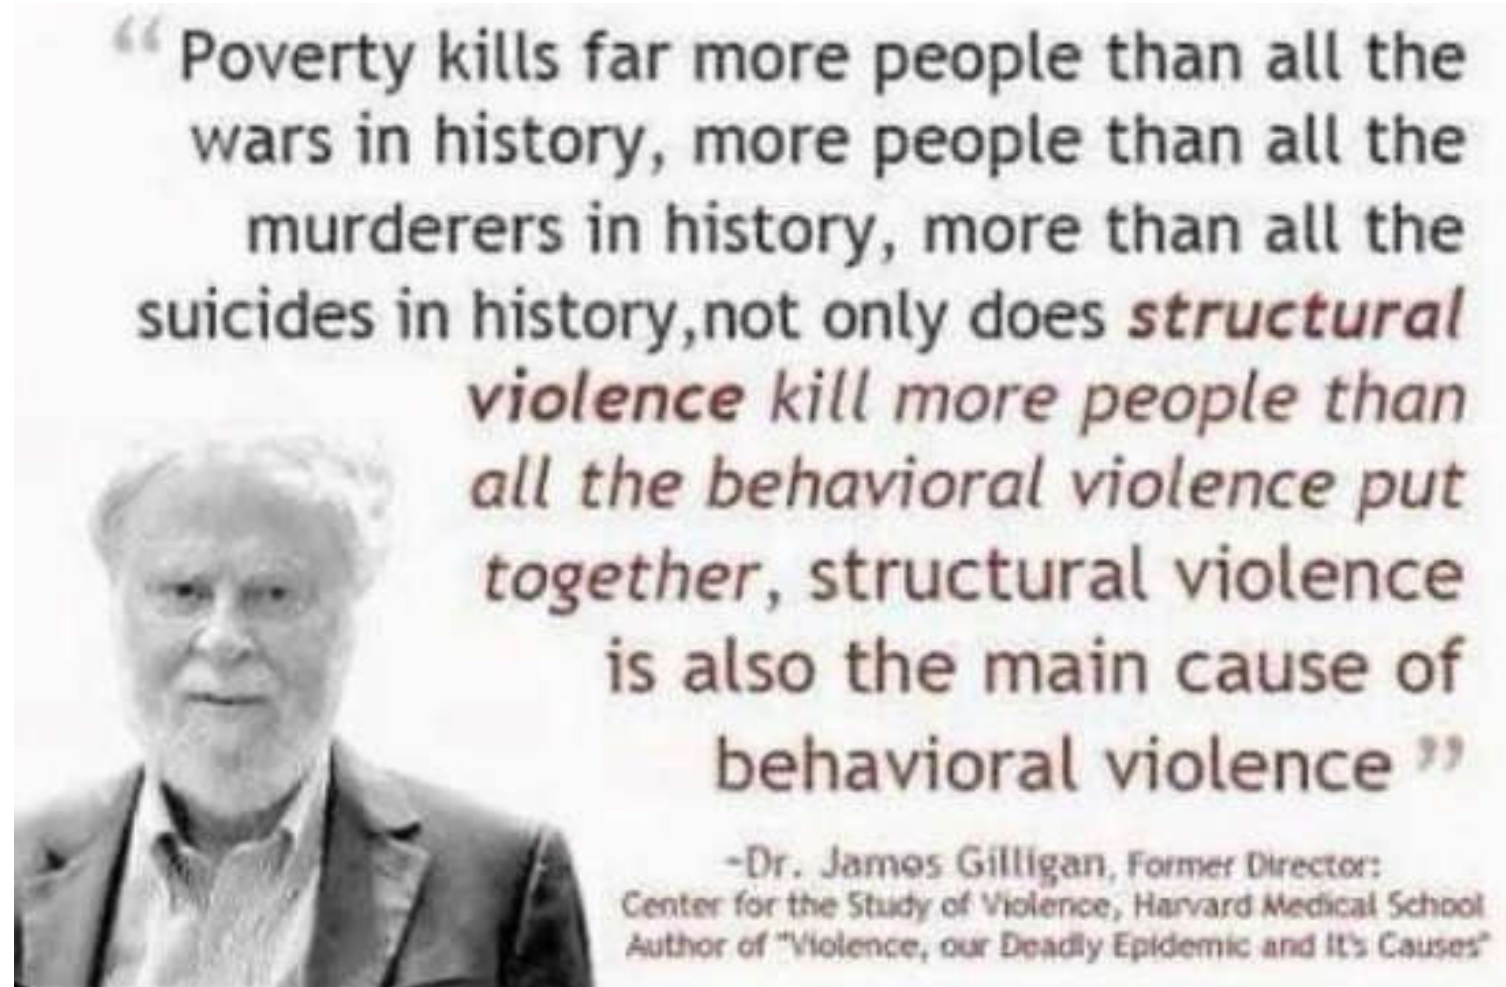 “ Poverty kills far more people than all the
wars in history, more people than all the
murderers in history, more than all the
suicides in history,not only does structural
violence kill more people than
all the behavioral violence put
together, structural violence
is also the main cause of
behavioral violence ”
~Dr. James Gilligan, Former Director:
Center for the Study of Violence, Harvard Medical School
Author of "Violence, our Deadly Epidemic and It's Causes"